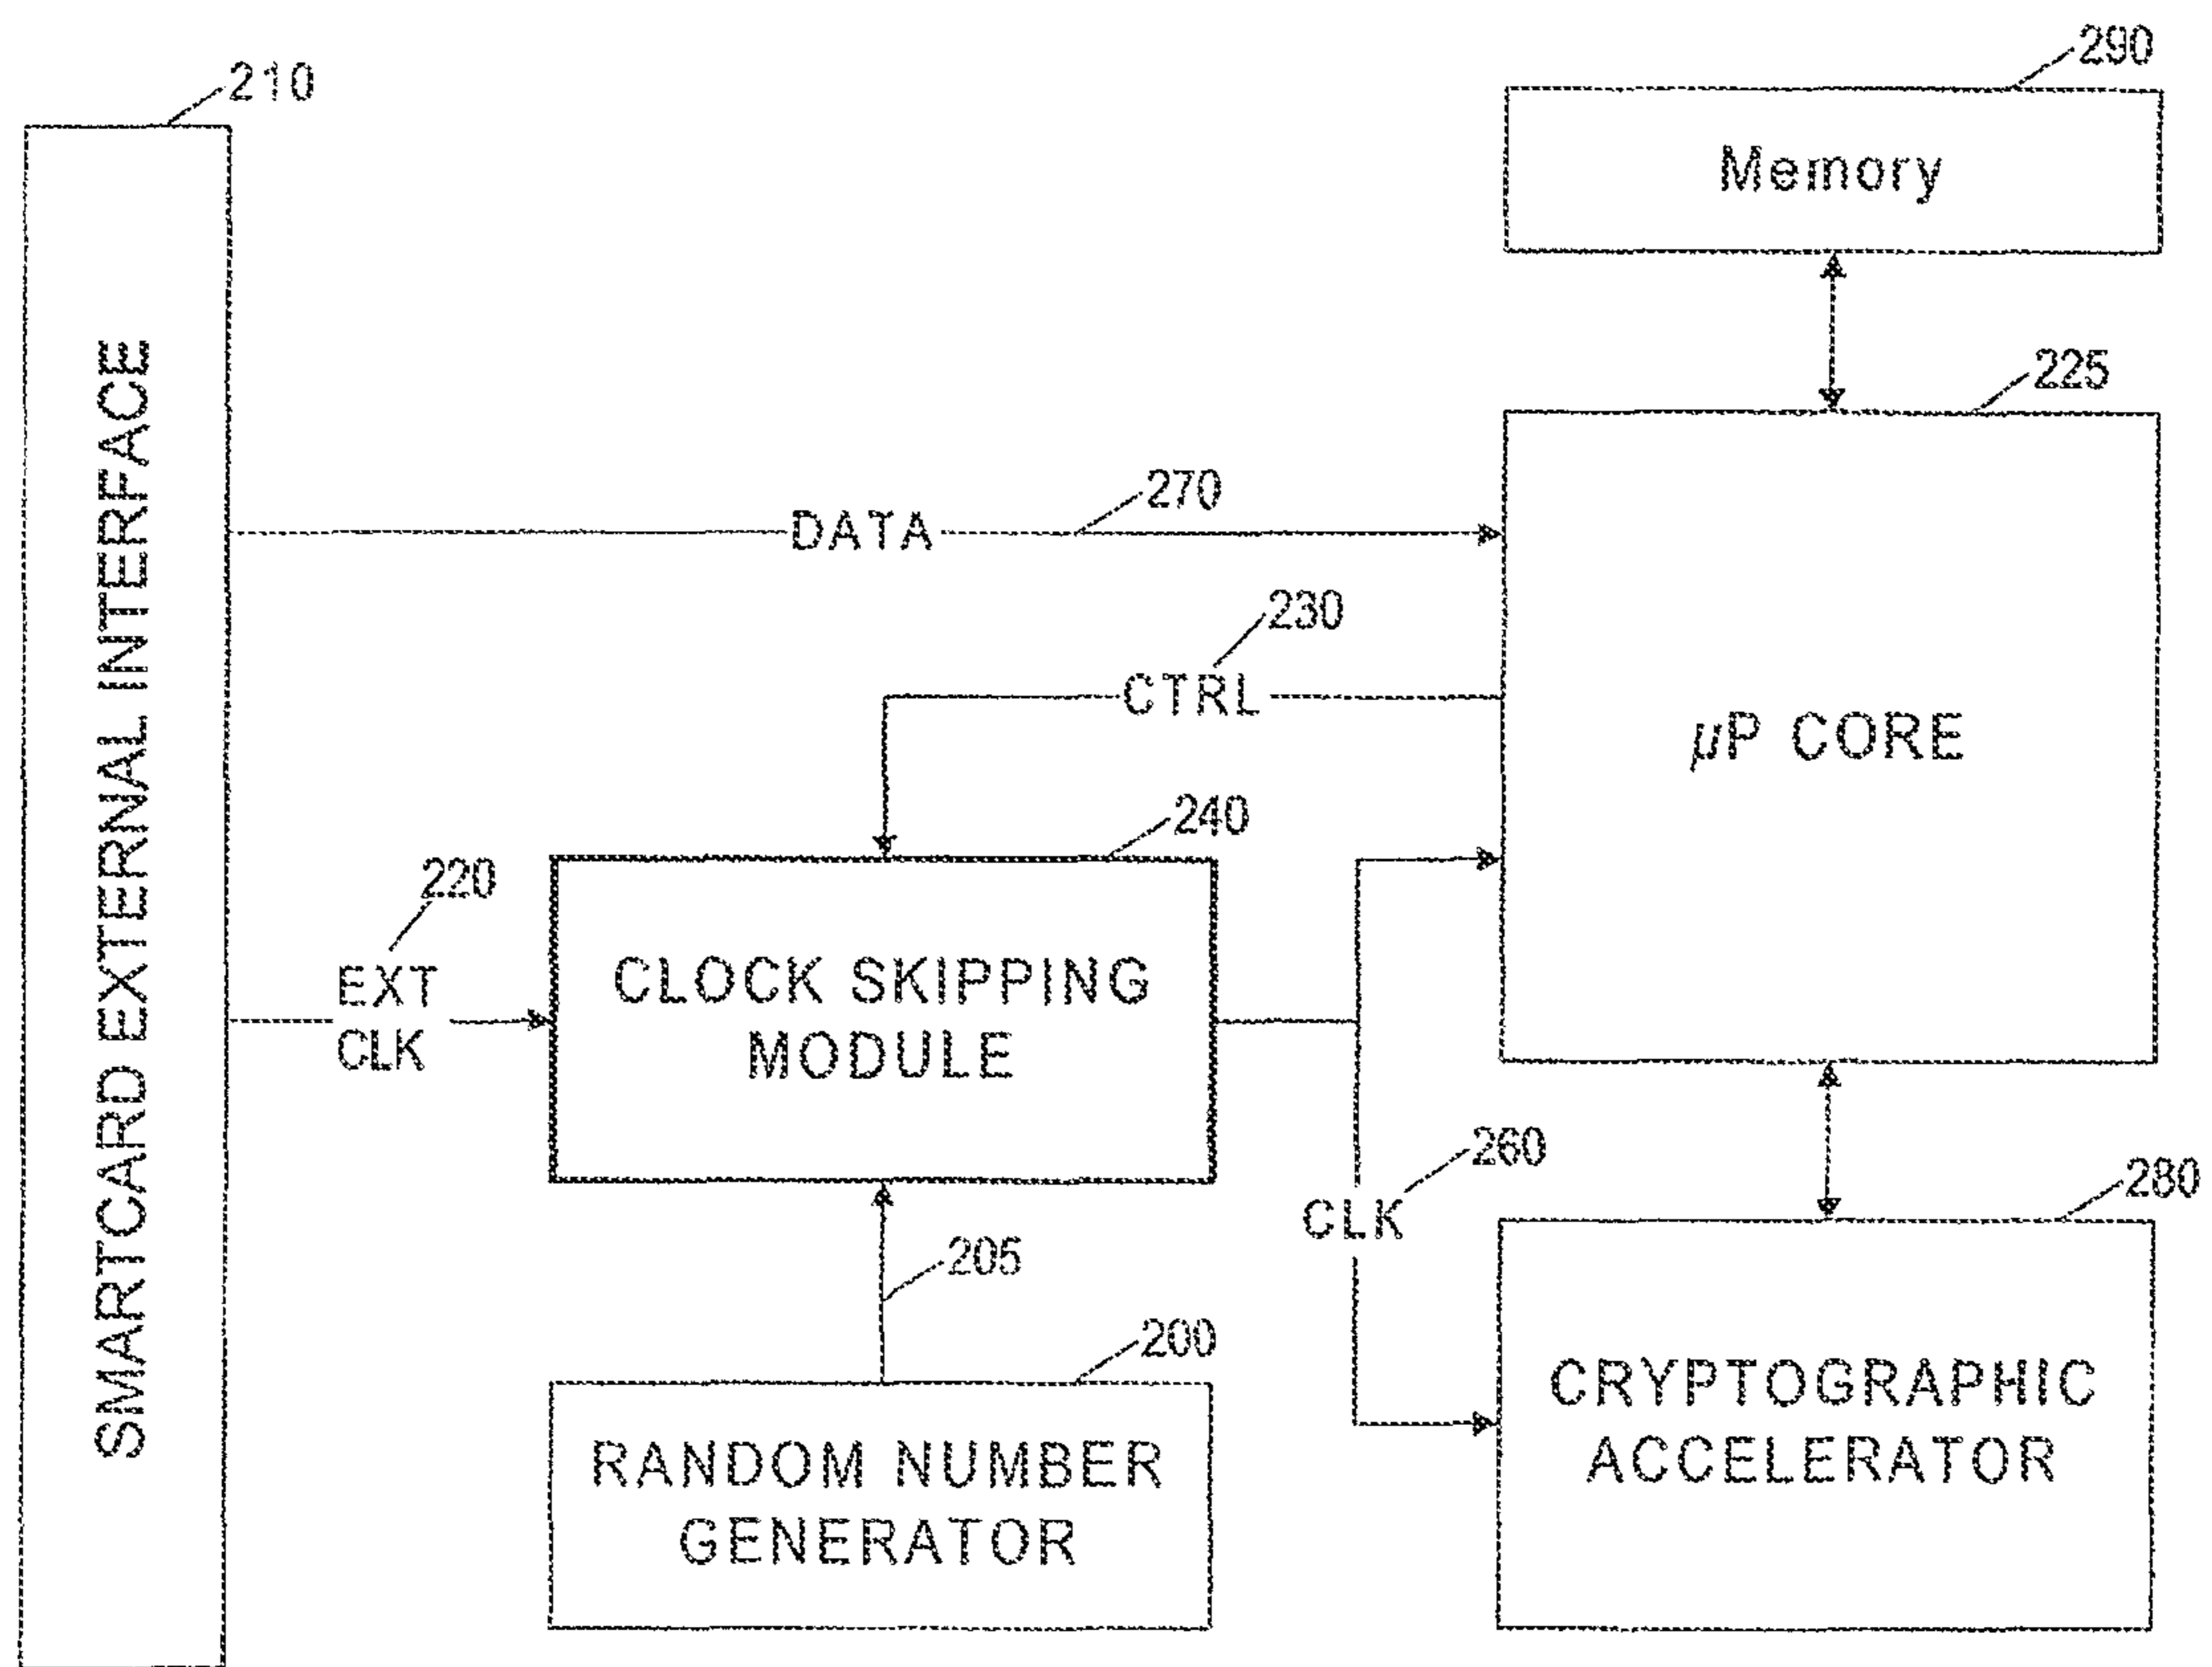 210
290
Memory
SMARTCARD EXTERNAL INTERFACE
225
270
DATA
230
CTRL
µP CORE
240
220
EXT
CLK
CLOCK SKIPPING
MODULE
260
CLK
280
205
200
RANDOM NUMBER
GENERATOR
CRYPTOGRAPHIC
ACCELERATOR